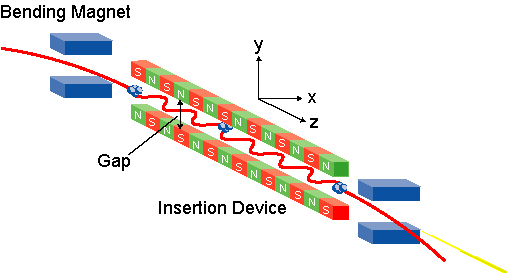 Bending Magnet
y
x
z
S N S N S N S N S N S N S N
N S N S N S N S N S N S N S
Gap
Insertion Device